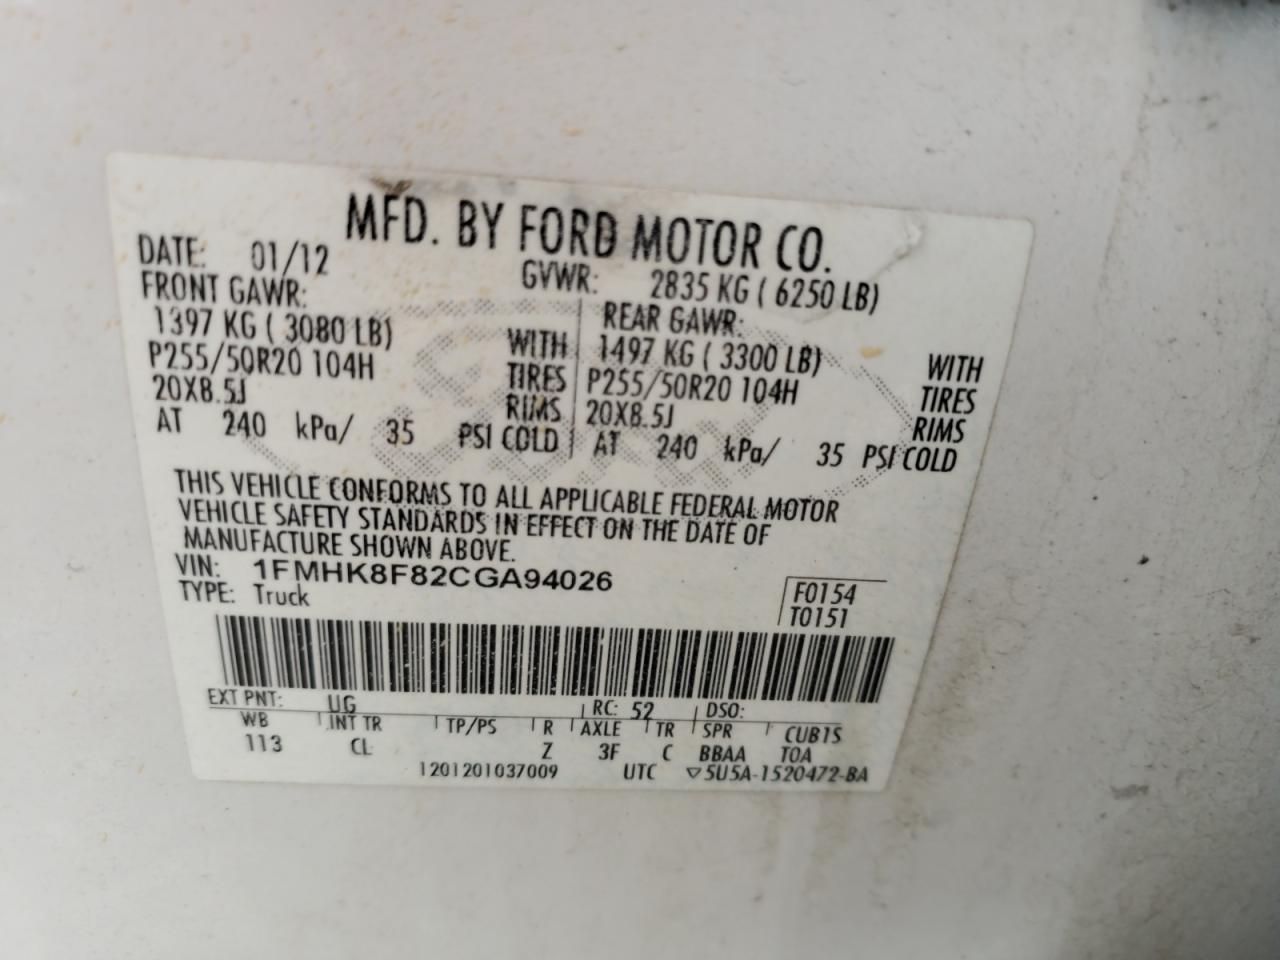 MFD. BY FORD MOTOR CO.
DATE: 01/12 GVWR: 2835 KG ( 6250 LB)
FRONT GAWR: REAR GAWR:
1397 KG ( 3080 LB) WITH 1497 KG ( 3300 LB) WITH
P255/50R20 104H TIRES P255/50R20 104H TIRES
20X8.5J RIMS 20X8.5J RIMS
AT 240 kPa/ 35 PSI COLD AT 240 kPa/ 35 PSI COLD
THIS VEHICLE CONFORMS TO ALL APPLICABLE FEDERAL MOTOR
VEHICLE SAFETY STANDARDS IN EFFECT ON THE DATE OF
MANUFACTURE SHOWN ABOVE.
VIN: 1FMHK8F82CGA94026
TYPE: Truck
F0154
T0151
EXT PNT: UG RC: 52 DSO:
WB INT TR TP/PS R AXLE TR SPR CUB1S
113 CL Z 3F C BBAA TOA
1201201037009 UTC ▽5U5A-1520472-BA